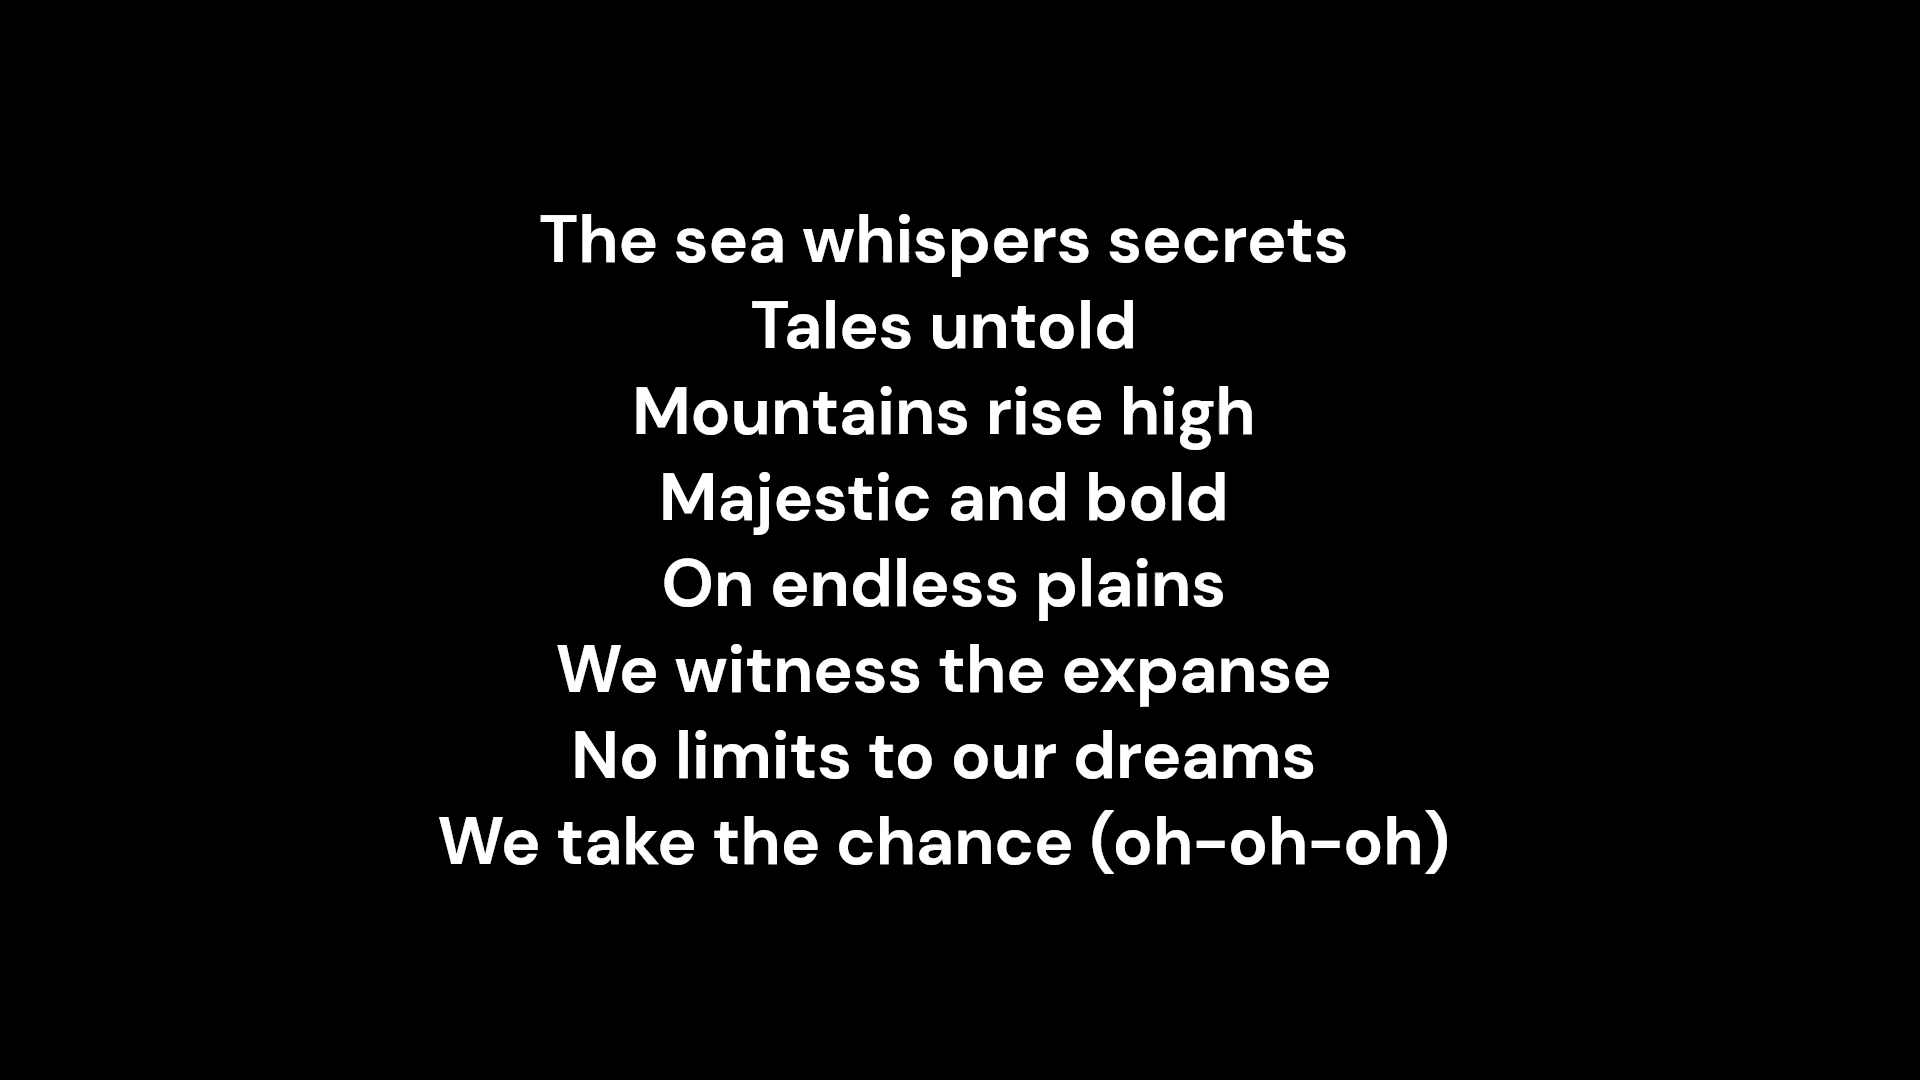 The sea whispers secrets
Tales untold
Mountains rise high
Majestic and bold
On endless plains
We witness the expanse
No limits to our dreams
We take the chance (oh-oh-oh)